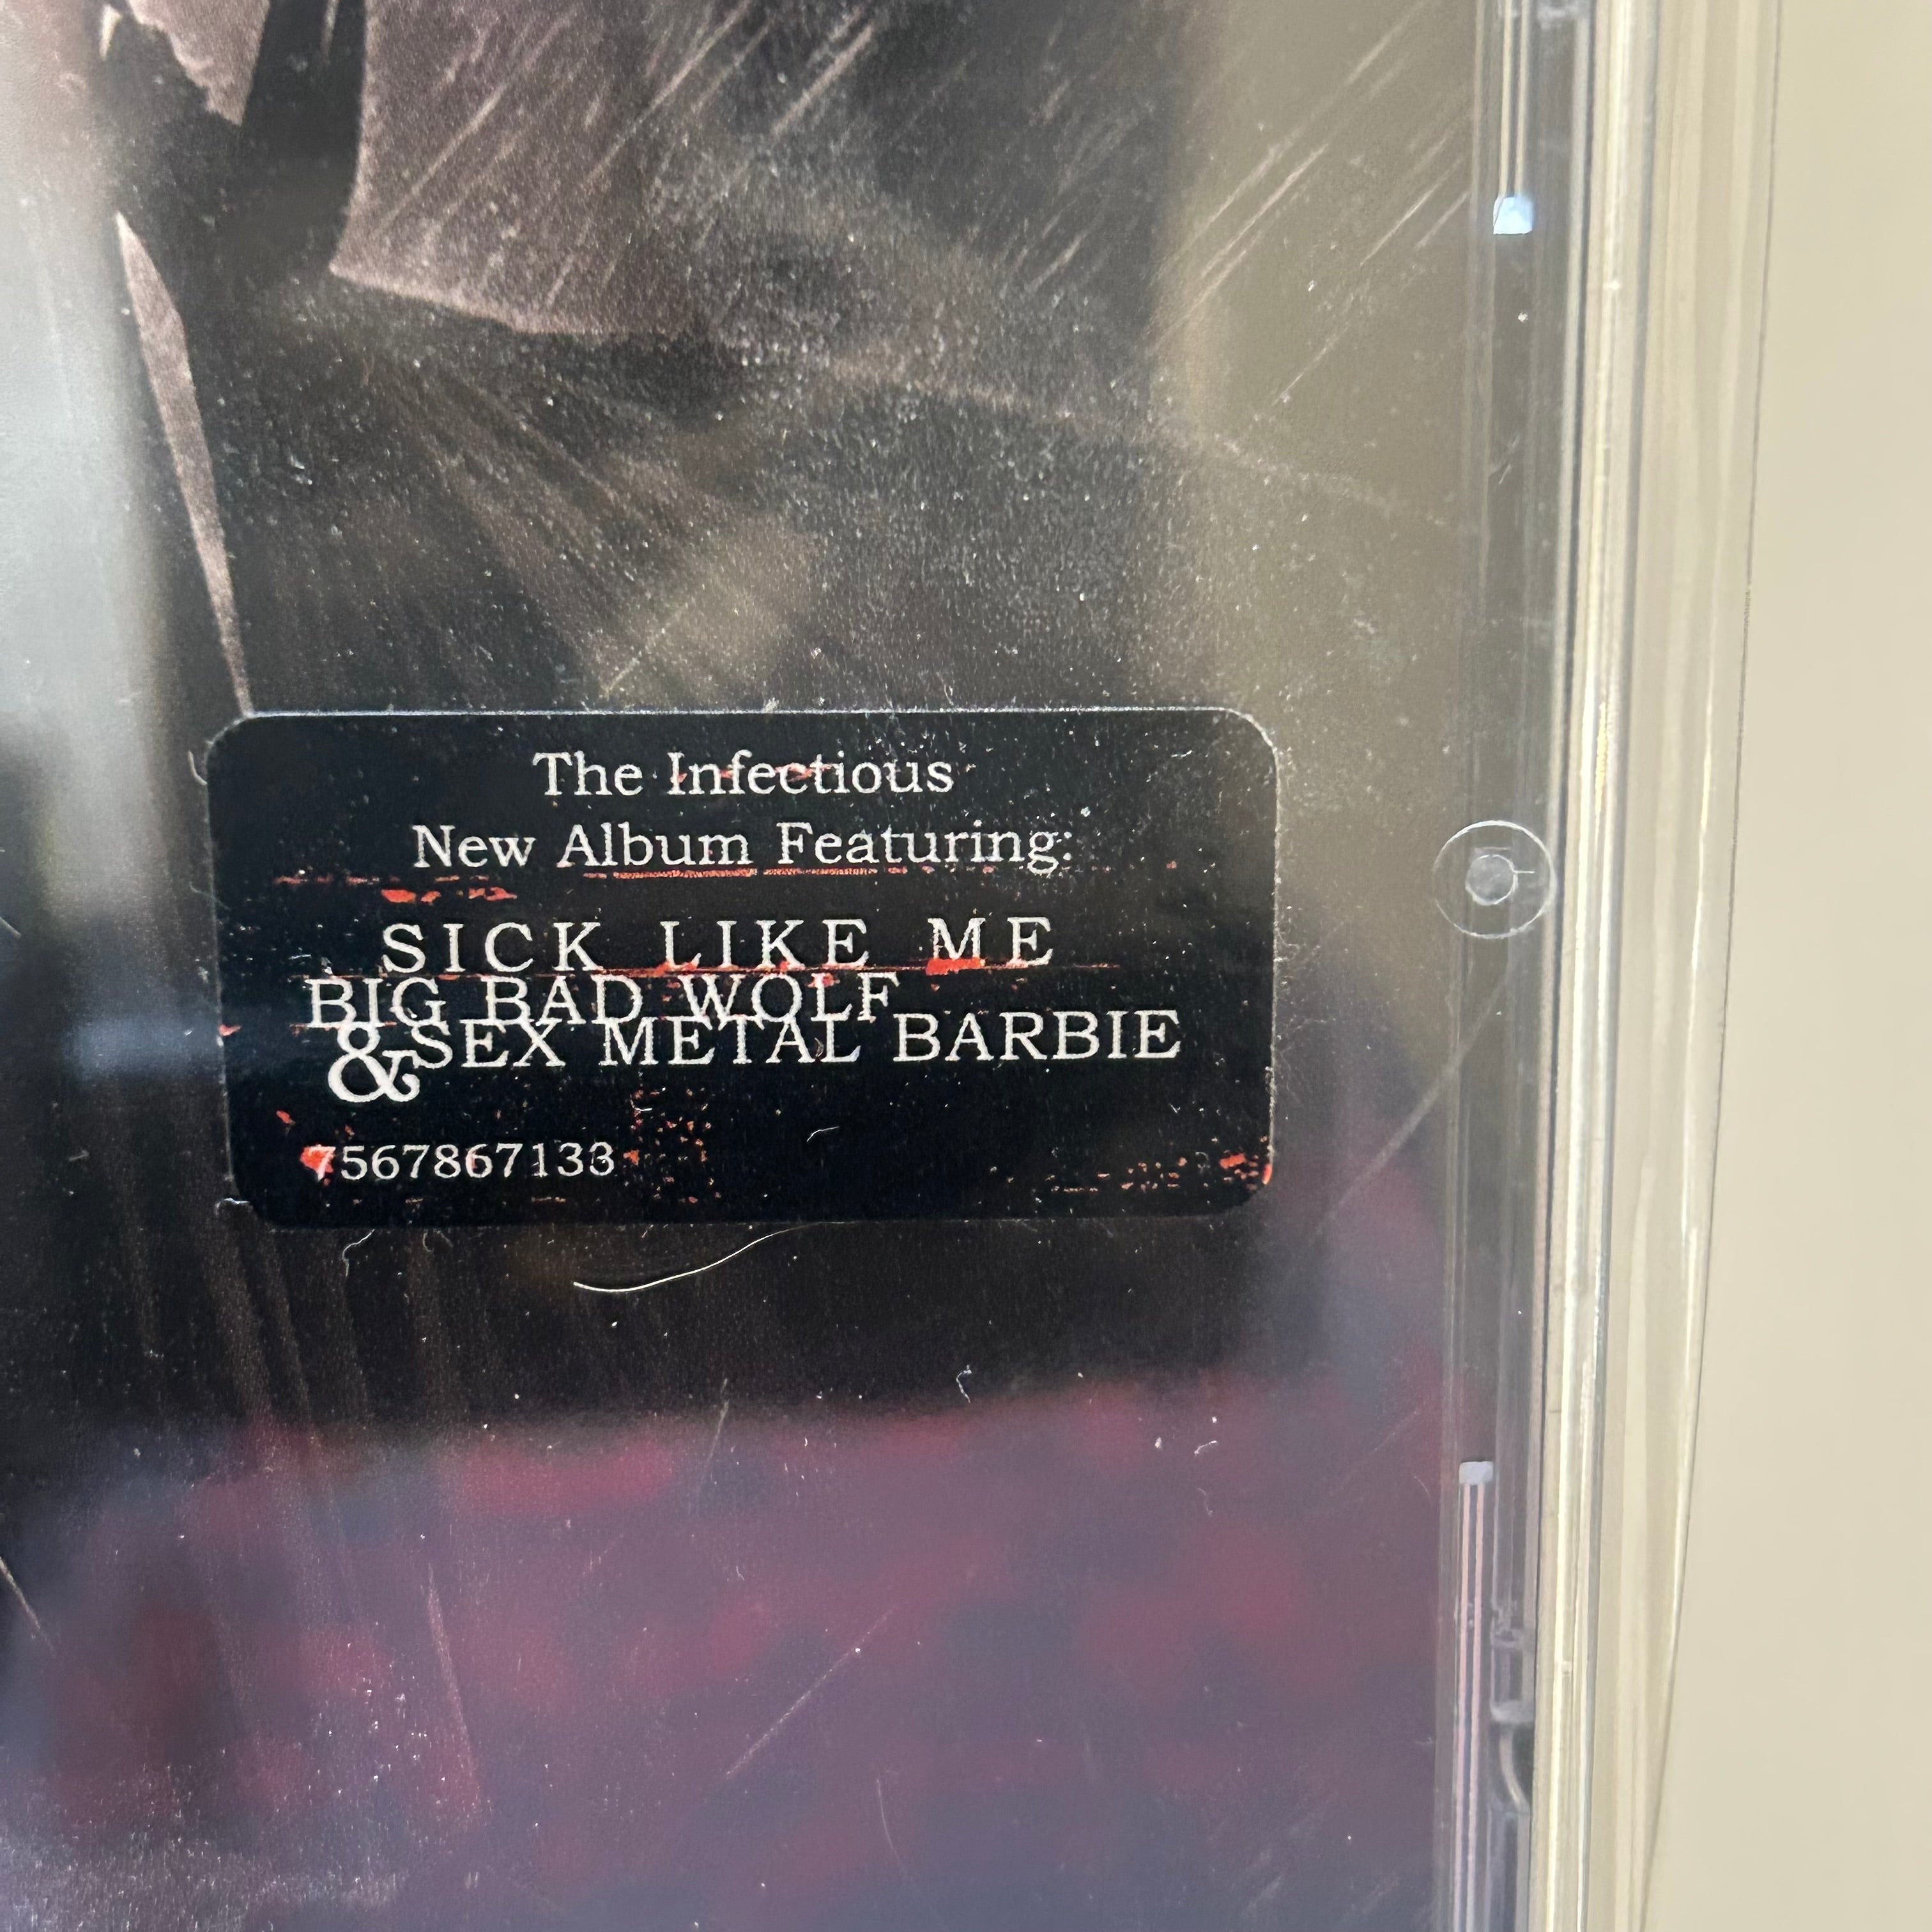 The Infectious
New Album Featuring:
SICK LIKE ME
BIG BAD WOLF
& SEX METAL BARBIE
7567867133